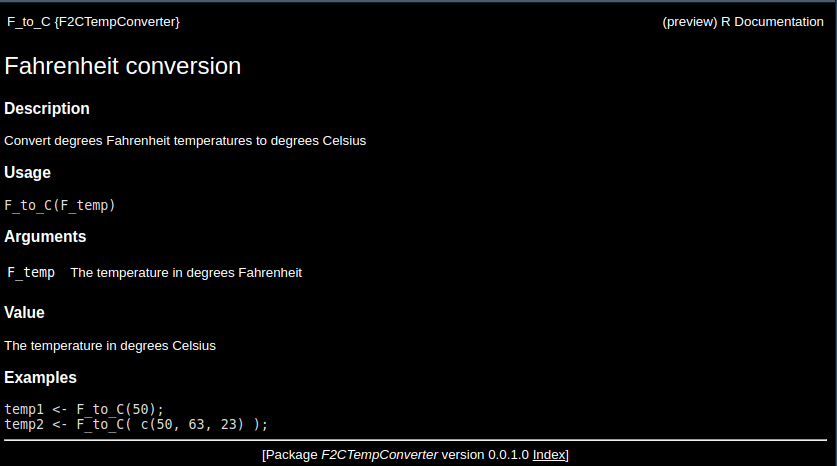 F_to_C {F2CTempConverter} (preview) R Documentation
Fahrenheit conversion
Description
Convert degrees Fahrenheit temperatures to degrees Celsius
Usage
F_to_C(F_temp)
Arguments
F_temp The temperature in degrees Fahrenheit
Value
The temperature in degrees Celsius
Examples
temp1 <- F_to_C(50);
temp2 <- F_to_C( c(50, 63, 23) );
[Package F2CTempConverter version 0.0.1.0 Index]